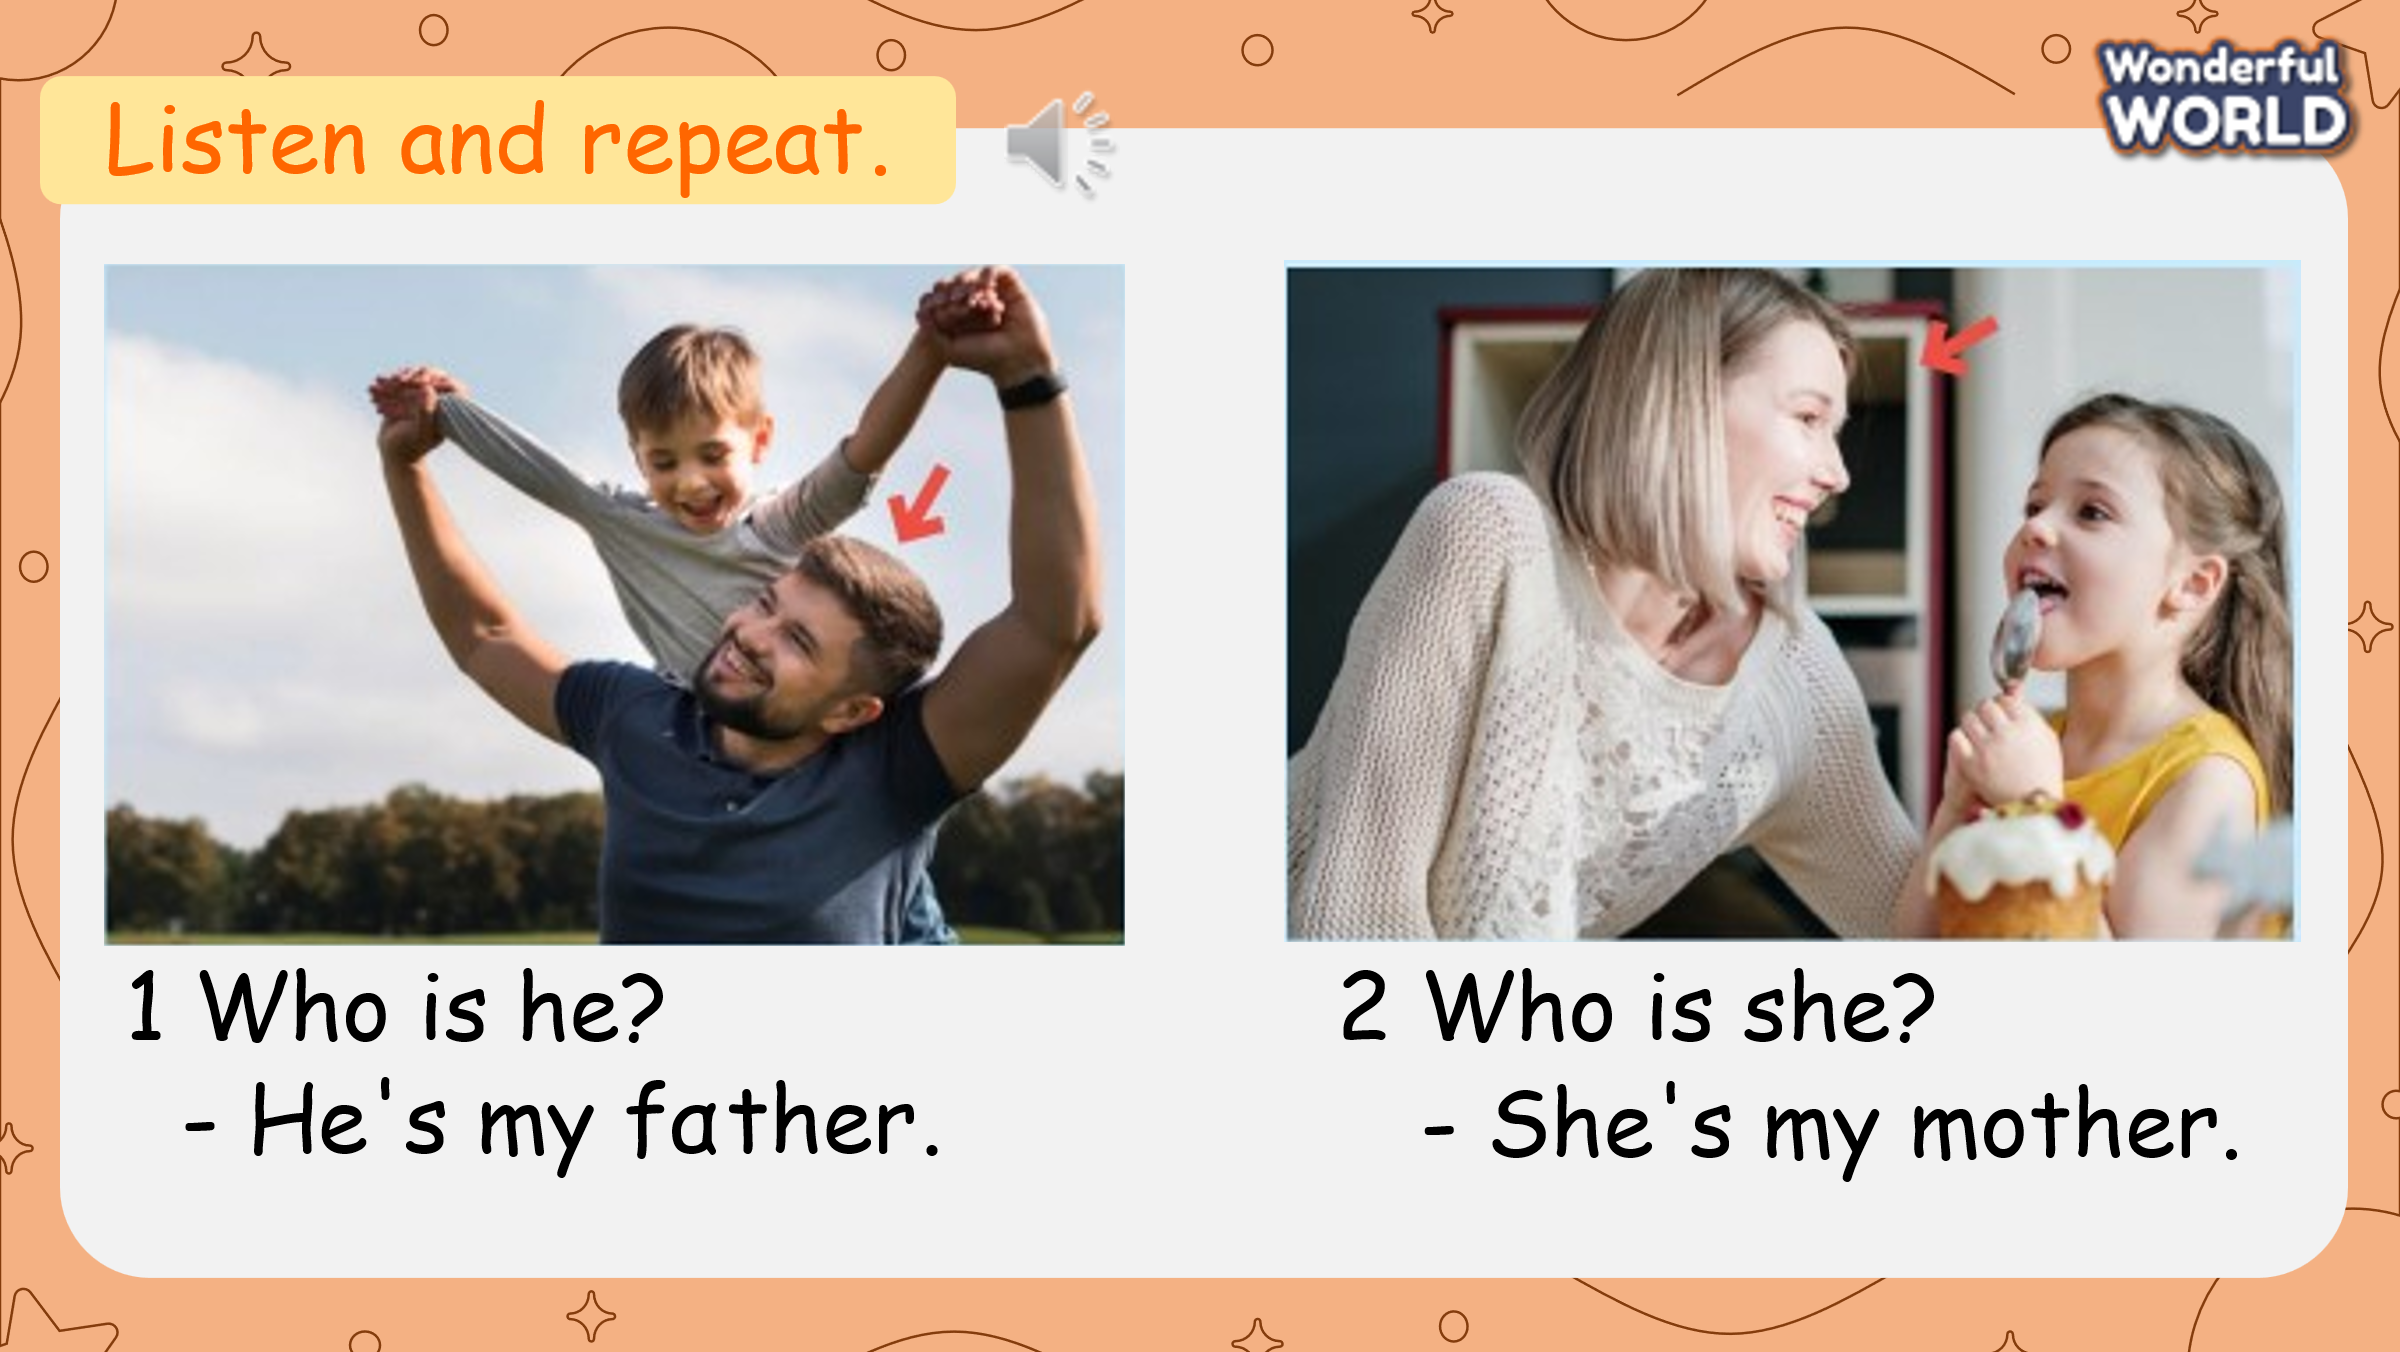 Listen and repeat.
Wonderful
WORLD
1 Who is he?
- He's my father.
2 Who is she?
- She's my mother.